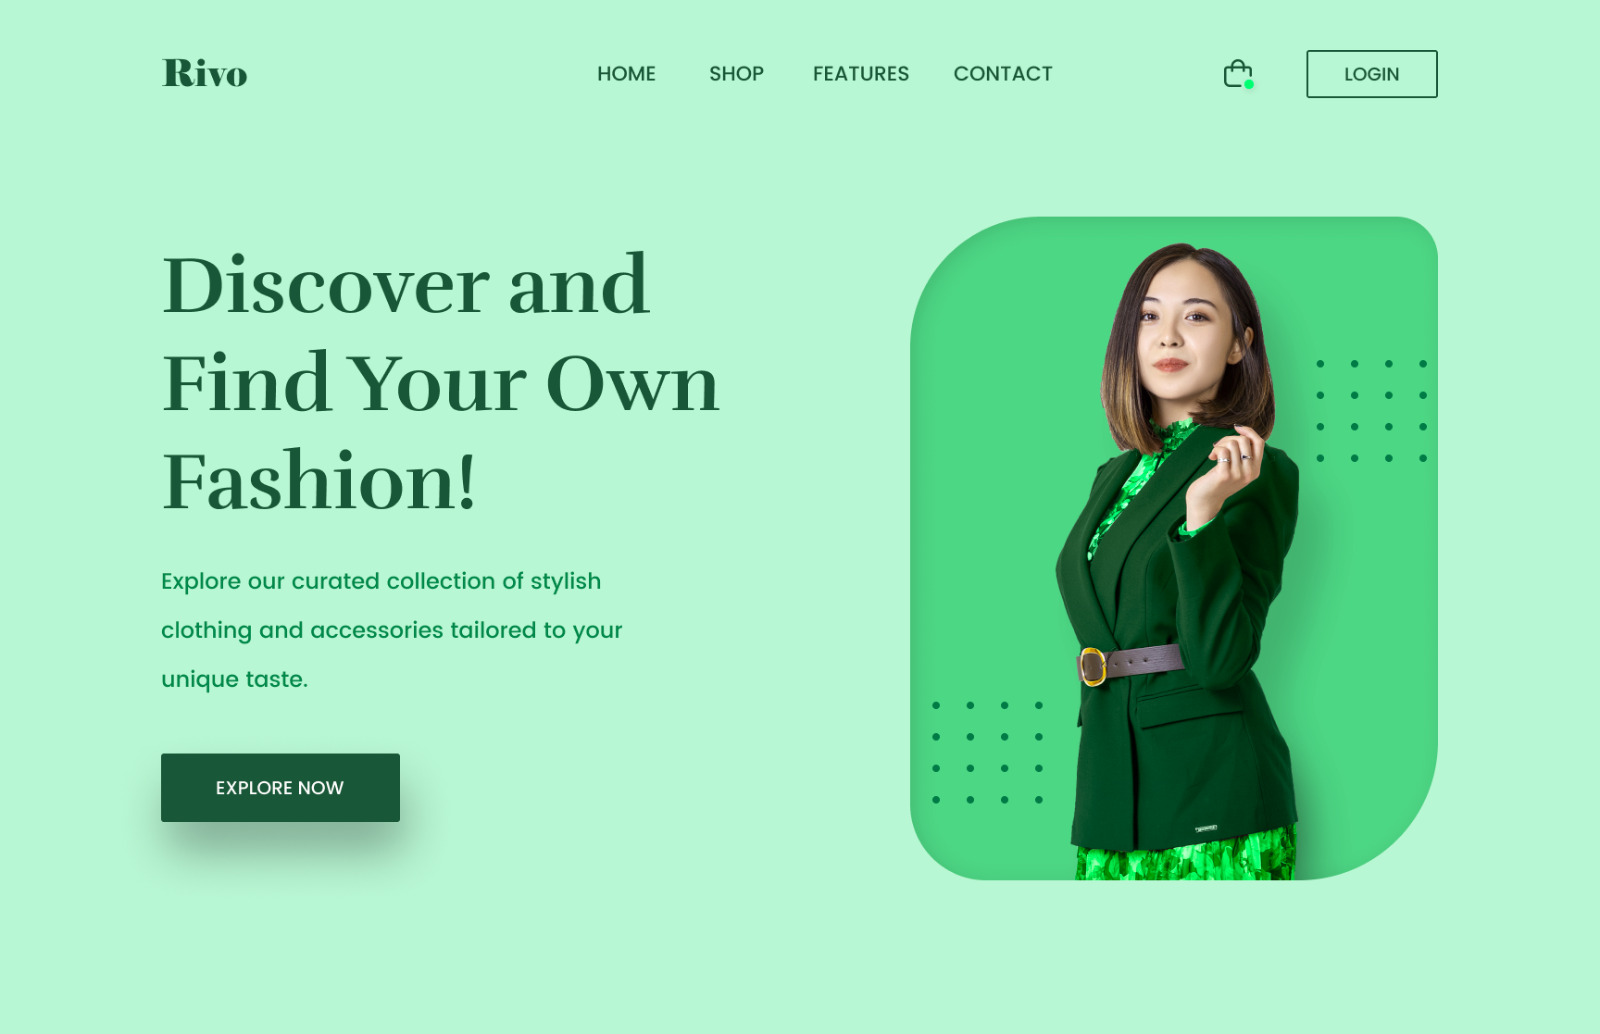 Rivo
HOME
SHOP
FEATURES
CONTACT
LOGIN
Discover and
Find Your Own
Fashion!
Explore our curated collection of stylish
clothing and accessories tailored to your
unique taste.
EXPLORE NOW